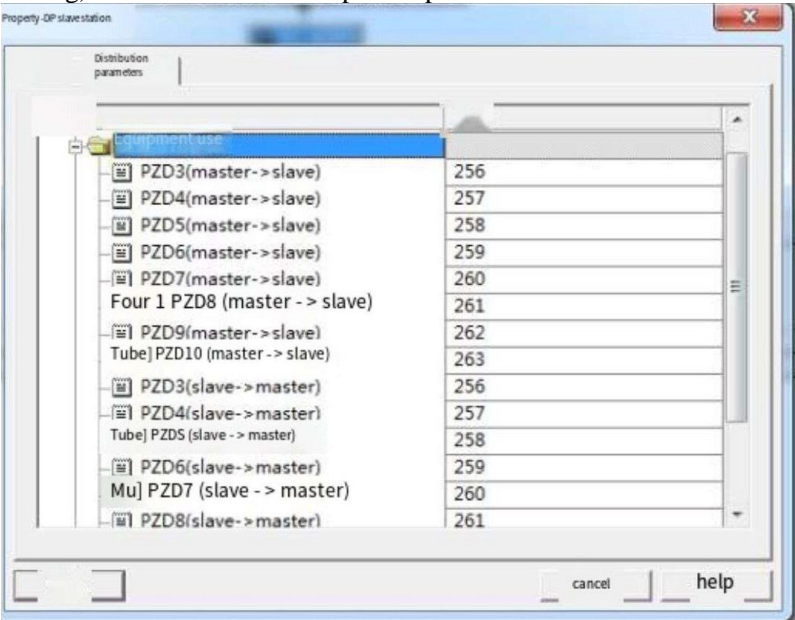 Property-DP slave station
Distribution
parameters
Equipment use
PZD3(master->slave) 256
PZD4(master->slave) 257
PZD5(master->slave) 258
PZD6(master->slave) 259
PZD7(master->slave) 260
Four 1 PZD8 (master - > slave) 261
PZD9(master->slave) 262
Tube] PZD10 (master - > slave) 263
PZD3(slave->master) 256
PZD4(slave->master) 257
Tube] PZDS (slave - > master) 258
PZD6(slave->master) 259
Mu] PZD7 (slave - > master) 260
PZD8(slave->master) 261
cancel help